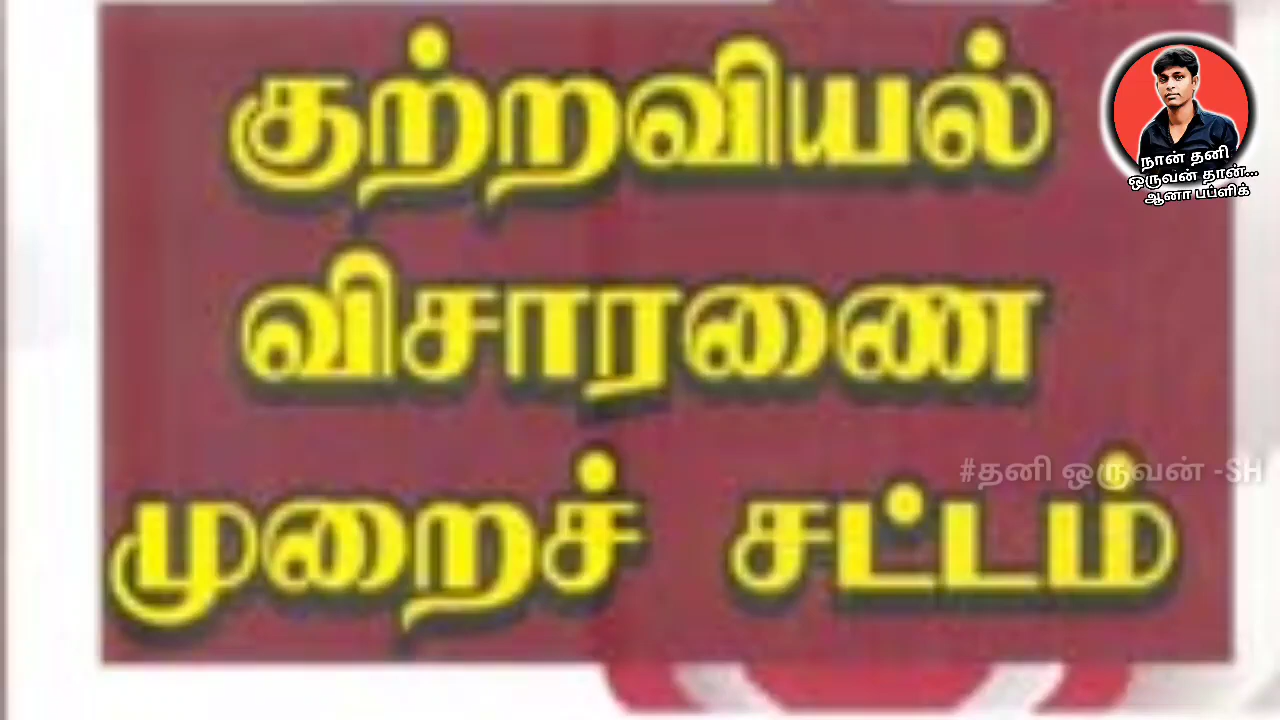 குற்றவியல்
விசாரணை
முறைச் சட்டம்
நான் தனி
ஒருவன் தான்...
ஆனா பப்ளிக்
#தனி ஒருவன் -SH